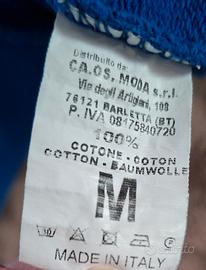 Distribuito da:
CA.OS. MODA s.r.l.
Via degli Artigiani, 108
76121 BARLETTA (BT)
P. IVA 08175840720
100%
COTONE - COTON
COTTON - BAUMWOLLE
M
MADE IN ITALY